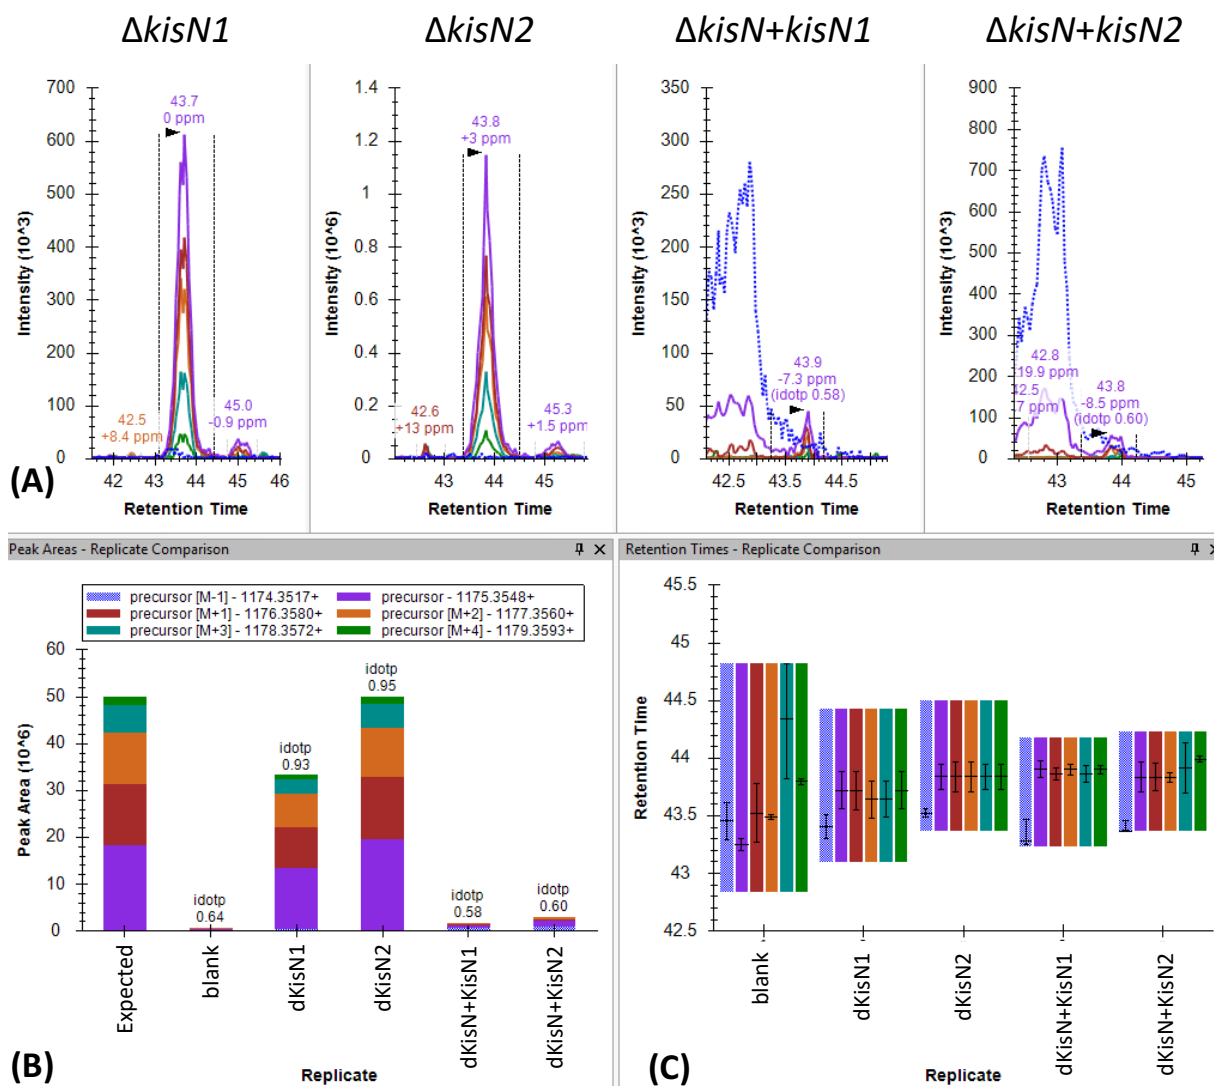 ΔkisN1
ΔkisN2
ΔkisN+kisN1
ΔkisN+kisN2
700
600
500
400
300
200
100
0
Intensity (10^3)
43.7
0 ppm
42.5
+8.4 ppm
45.0
-0.9 ppm
42 43 44 45 46
Retention Time
1.4
1.2
1
0.8
0.6
0.4
0.2
0
Intensity (10^6)
43.8
+3 ppm
42.6
+13 ppm
45.3
+1.5 ppm
43 44 45
Retention Time
350
300
250
200
150
100
50
0
Intensity (10^3)
43.9
-7.3 ppm
(idotp 0.58)
42.5 43.5 44.5
Retention Time
900
800
700
600
500
400
300
200
100
0
Intensity (10^3)
42.8
19.9 ppm
2.5
7 ppm
43.8
-8.5 ppm
(idotp 0.60)
43 44 45
Retention Time
(A)
Peak Areas - Replicate Comparison
precursor [M-1] - 1174.3517+
precursor - 1175.3548+
precursor [M+1] - 1176.3580+
precursor [M+2] - 1177.3560+
precursor [M+3] - 1178.3572+
precursor [M+4] - 1179.3593+
60
50
40
30
20
10
0
Peak Area (10^6)
idotp
0.64
idotp
0.93
idotp
0.95
idotp
0.58
idotp
0.60
Expected
blank
dKisN1
dKisN2
dKisN+KisN1
dKisN+KisN2
Replicate
(B)
Retention Times - Replicate Comparison
45.5
45
44.5
44
43.5
43
42.5
Retention Time
blank
dKisN1
dKisN2
dKisN+KisN1
dKisN+KisN2
Replicate
(C)